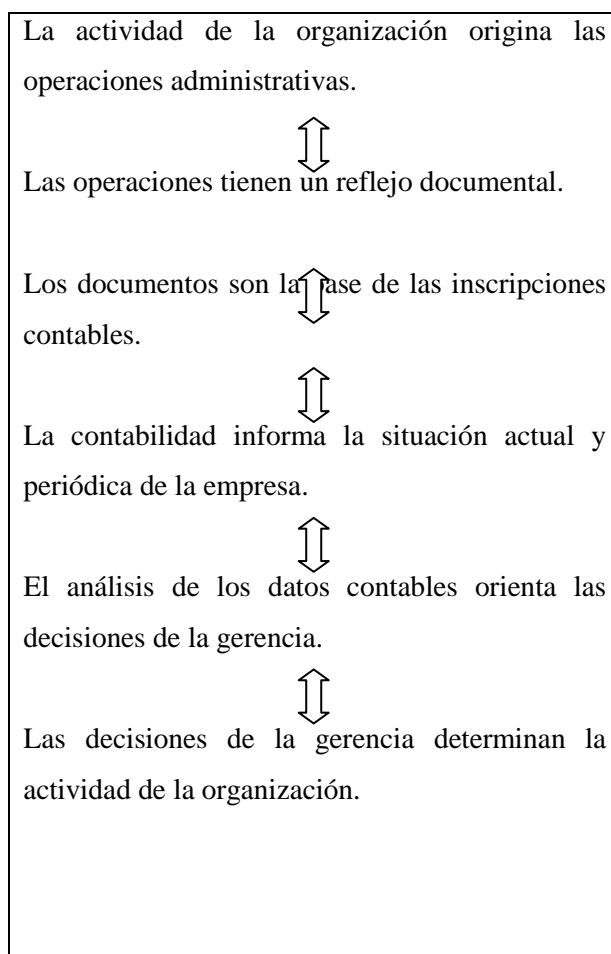 La actividad de la organización origina las
operaciones administrativas.
Las operaciones tienen un reflejo documental.
Los documentos son la base de las inscripciones
contables.
La contabilidad informa la situación actual y
periódica de la empresa.
El análisis de los datos contables orienta las
decisiones de la gerencia.
Las decisiones de la gerencia determinan la
actividad de la organización.